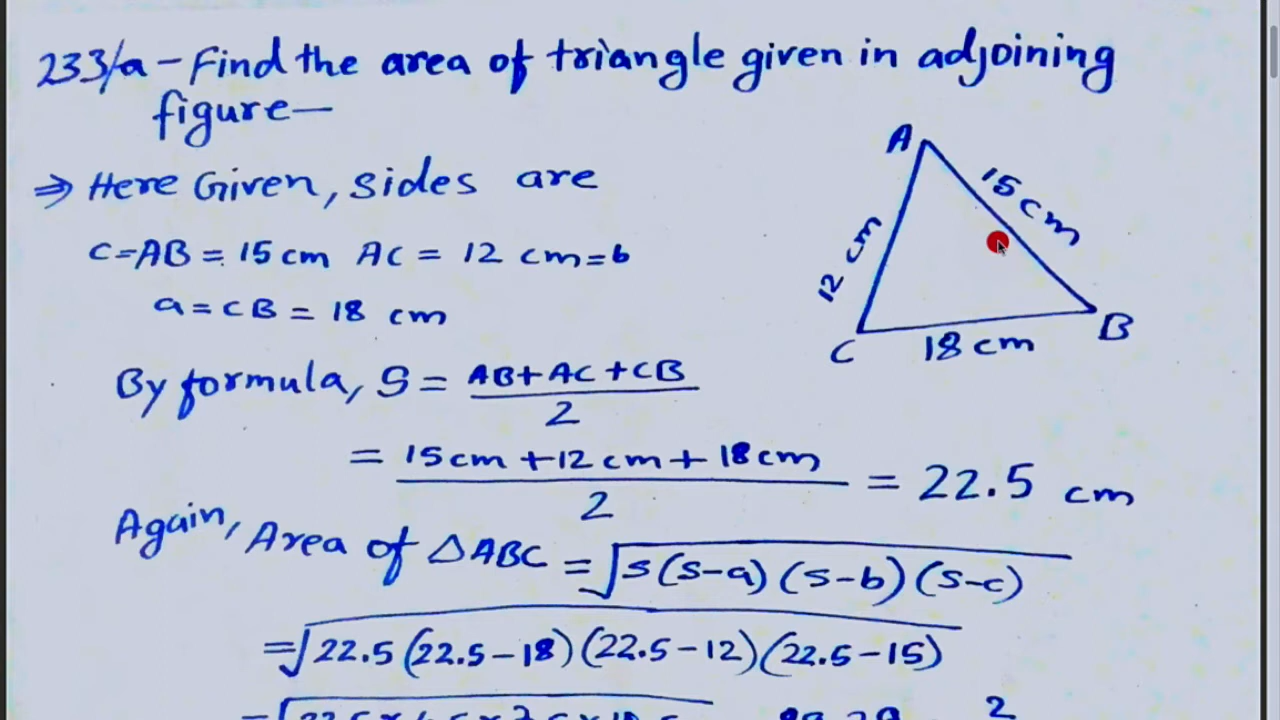 233/a - Find the area of triangle given in adjoining
figure—
⇒ Here Given, sides are
C=AB = 15 cm AC = 12 cm = b
a = CB = 18 cm
A
15 cm
12 cm
C
18 cm
B
By formula, S = AB+AC+CB / 2
= 15cm +12cm + 18cm / 2 = 22.5 cm
Again, Area of △ABC = √s(s-a)(s-b)(s-c)
= √22.5(22.5-18)(22.5-12)(22.5-15)